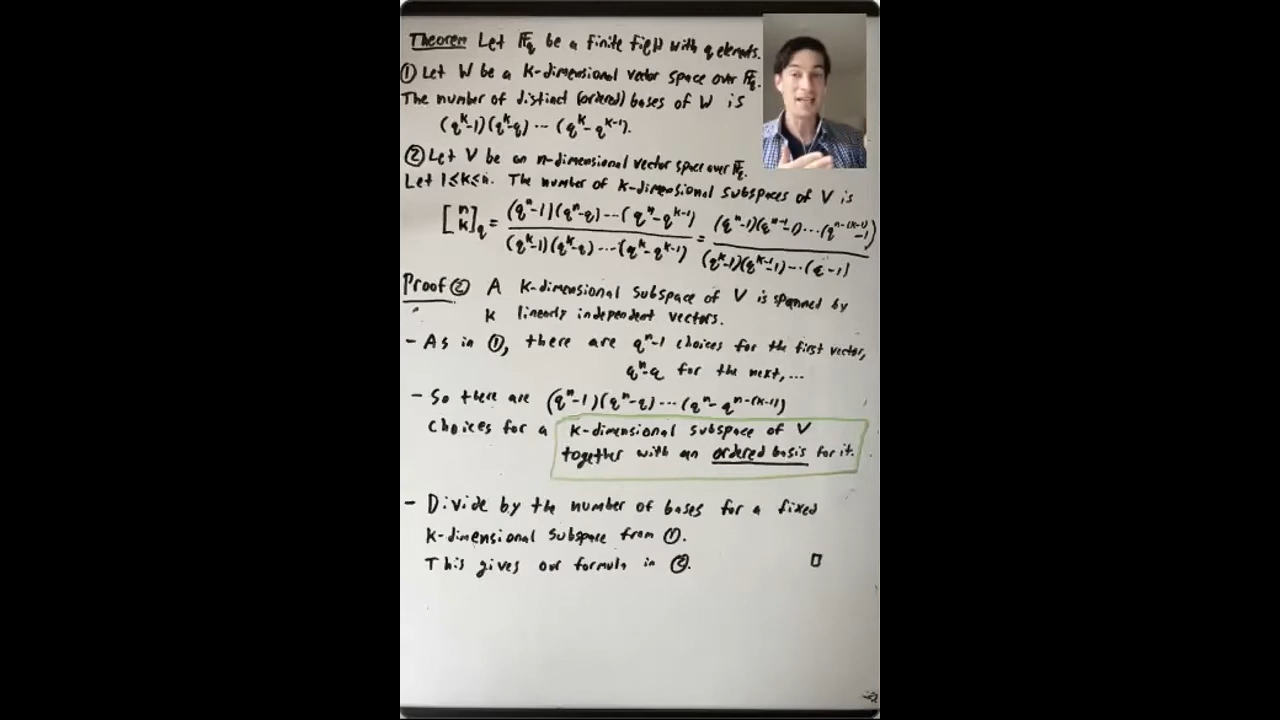 Theorem Let 𝔽q be a finite field with q elements.
① Let W be a k-dimensional vector space over 𝔽q.
The number of distinct (ordered) bases of W is
(q^k-1)(q^k-q) ··· (q^k-q^{k-1}).
② Let V be an n-dimensional vector space over 𝔽q.
Let 1≤k≤n. The number of k-dimensional subspaces of V is
[n k]_q = (q^n-1)(q^n-q)···(q^n-q^{k-1}) / (q^k-1)(q^k-q)···(q^k-q^{k-1}) = (q^n-1)(q^{n-1}-1)···(q^{n-(k-1)}-1) / (q^k-1)(q^{k-1}-1)···(q-1)
Proof ② A k-dimensional subspace of V is spanned by
k linearly independent vectors.
- As in ①, there are q^n-1 choices for the first vector,
q^n-q for the next, ...
- So there are (q^n-1)(q^n-q)···(q^n-q^{n-(k-1)})
choices for a k-dimensional subspace of V
together with an ordered basis for it.
- Divide by the number of bases for a fixed
k-dimensional subspace from ①.
This gives our formula in ②. □